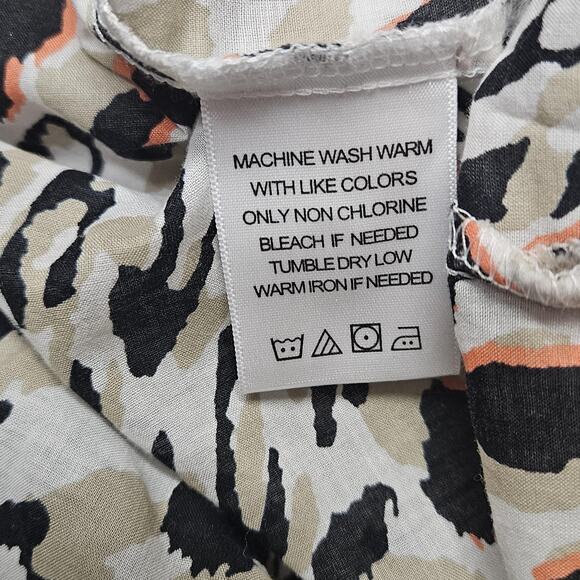 MACHINE WASH WARM
WITH LIKE COLORS
ONLY NON CHLORINE
BLEACH IF NEEDED
TUMBLE DRY LOW
WARM IRON IF NEEDED